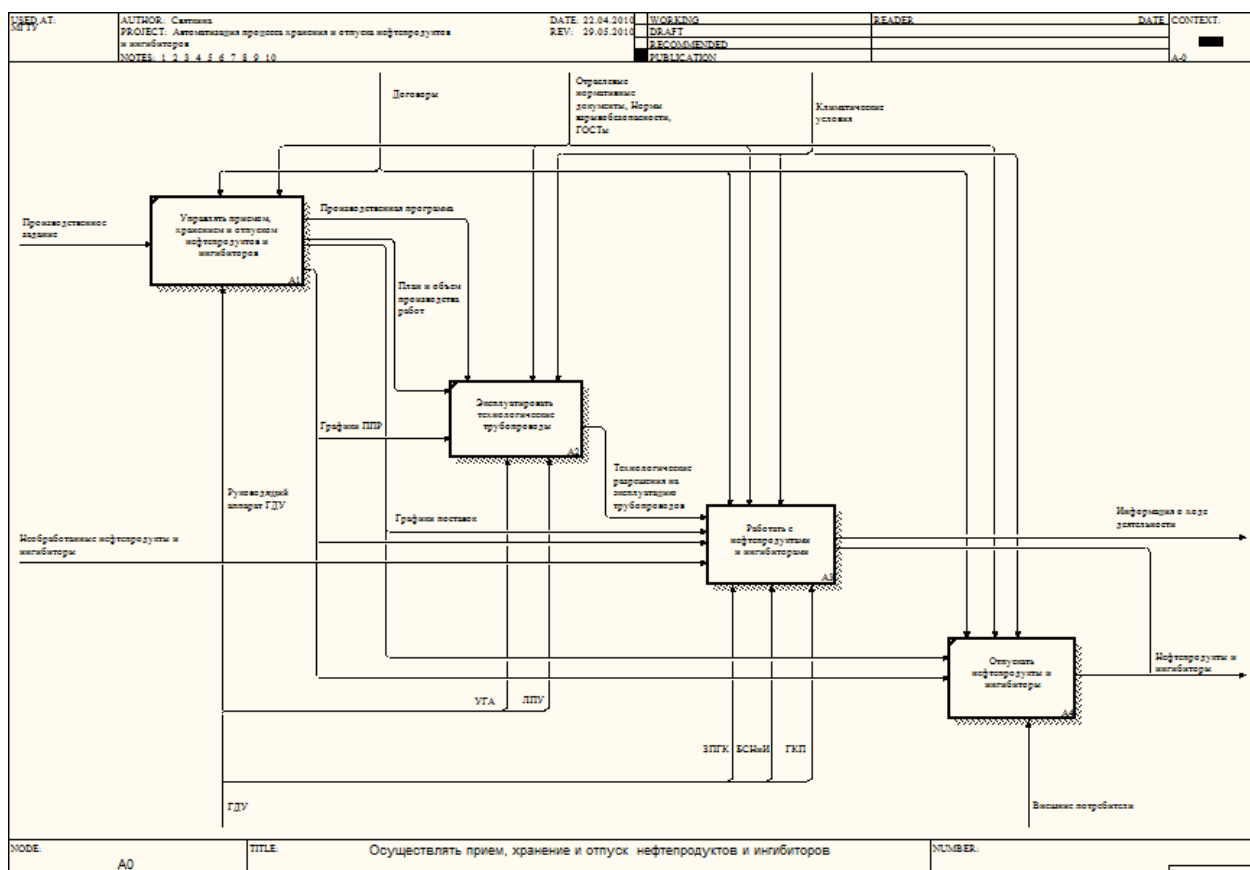 USED AT:
МГТУ
AUTHOR: Саяпина
DATE: 22.04.2010
REV: 29.05.2010
PROJECT: Автоматизация процесса хранения и отпуска нефтепродуктов
и ингибиторов
NOTES: 1 2 3 4 5 6 7 8 9 10
WORKING
DRAFT
RECOMMENDED
PUBLICATION
READER
DATE
CONTEXT:
A-0
Договоры
Отраслевые
нормативные
документы, Нормы
взрывобезопасности,
ГОСТы
Климатические
условия
Производственное
задание
Управлять приемом,
хранением и отпуском
нефтепродуктов и
ингибиторов
A1
Производственная программа
План и объем
производства
работ
Эксплуатировать
технологические
трубопроводы
A2
Графики ППР
Технологические
разрешения на
эксплуатацию
трубопроводов
Руководящий
аппарат ГДУ
Графики поставок
Необработанные нефтепродукты и
ингибиторы
Работать с
нефтепродуктами
и ингибиторами
A3
Информация о ходе
деятельности
Отпускать
нефтепродукты и
ингибиторы
A4
Нефтепродукты и
ингибиторы
УГА
ЛПУ
ЗПГК
БСНиИ
ГКП
ГДУ
Внешние потребители
NODE:
A0
TITLE:
Осуществлять прием, хранение и отпуск нефтепродуктов и ингибиторов
NUMBER: